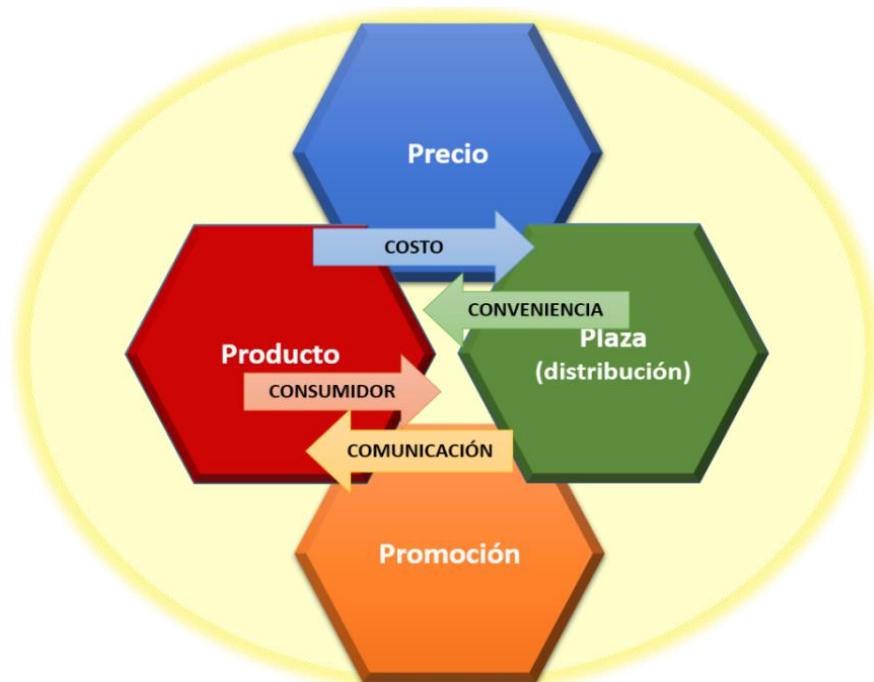 Precio
COSTO
CONVENIENCIA
Plaza
(distribución)
Producto
CONSUMIDOR
COMUNICACIÓN
Promoción